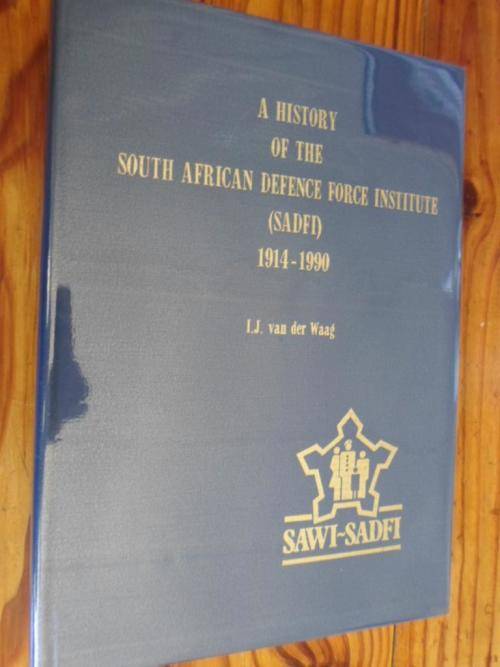 A HISTORY
OF THE
SOUTH AFRICAN DEFENCE FORCE INSTITUTE
(SADFI)
1914-1990
I.J. van der Waag
SAWI-SADFI